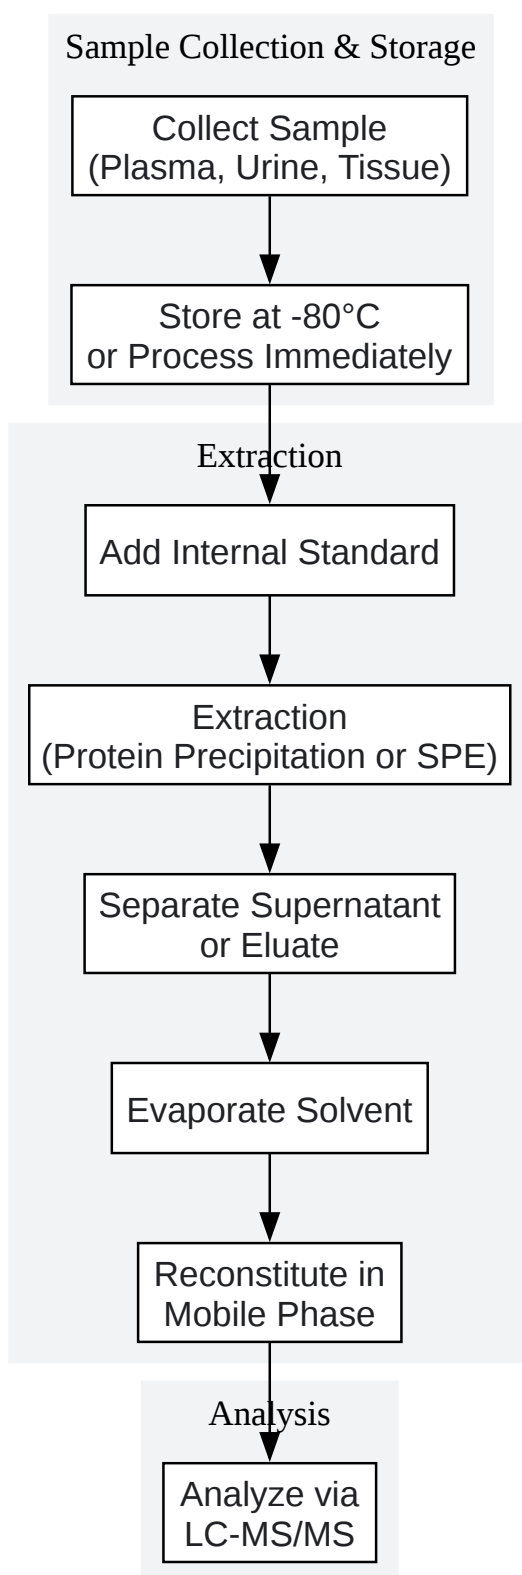 Sample Collection & Storage
Collect Sample
(Plasma, Urine, Tissue)
Store at -80°C
or Process Immediately
Extraction
Add Internal Standard
Extraction
(Protein Precipitation or SPE)
Separate Supernatant
or Eluate
Evaporate Solvent
Reconstitute in
Mobile Phase
Analysis
Analyze via
LC-MS/MS